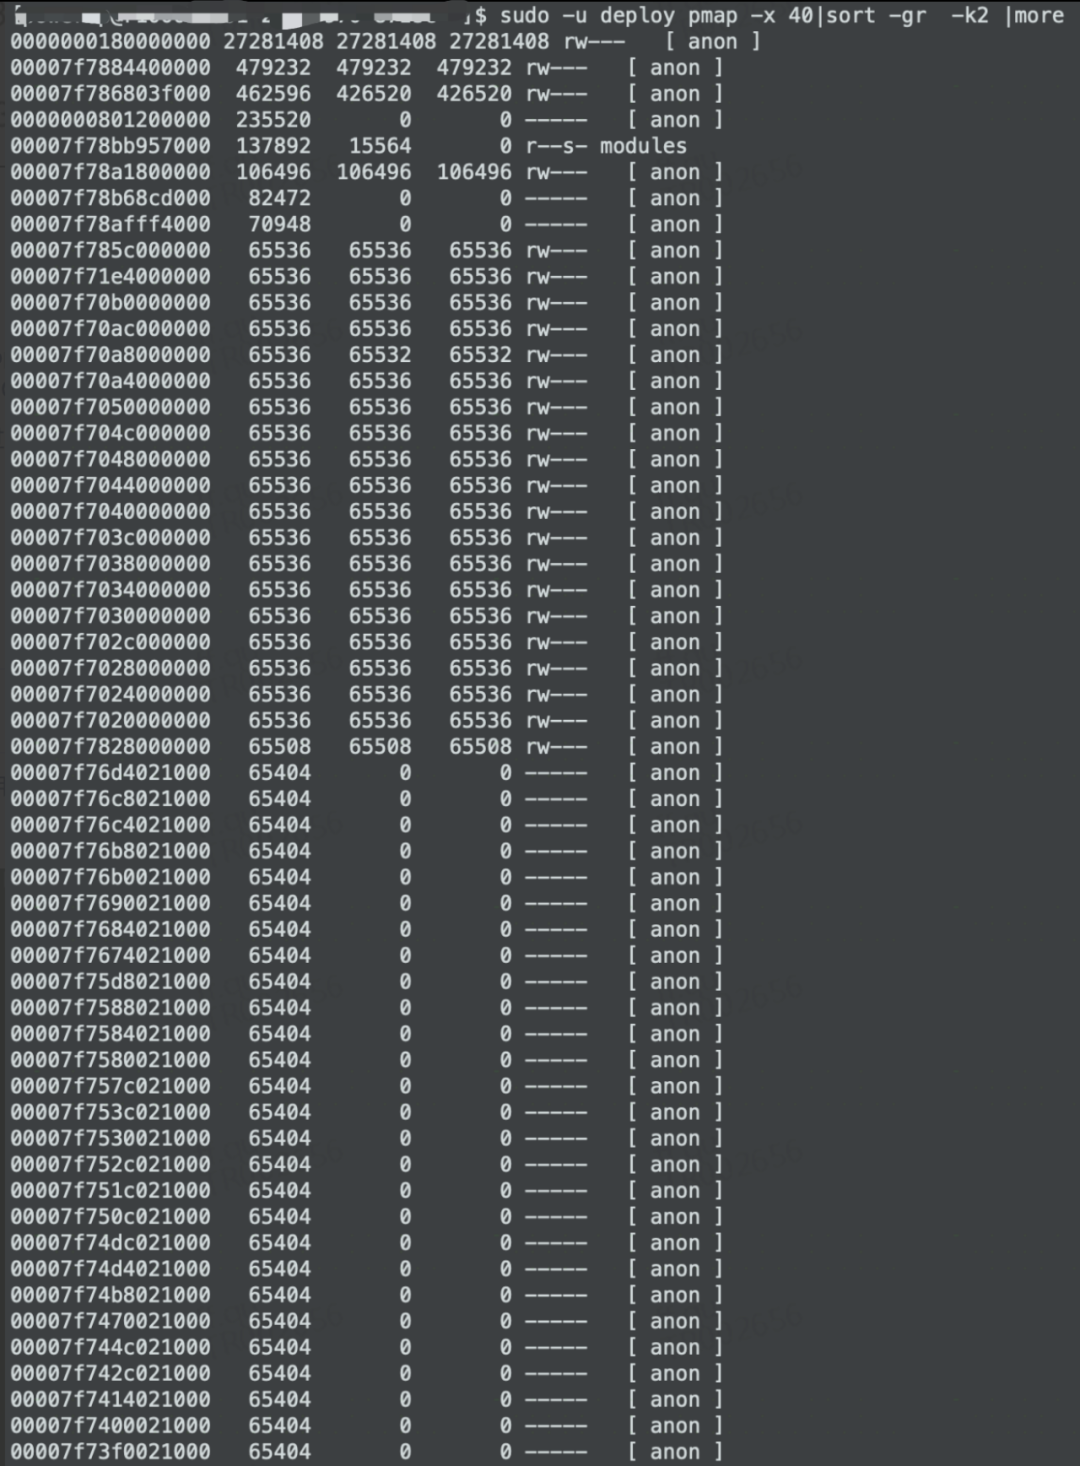 ]$ sudo -u deploy pmap -x 40|sort -gr  -k2 |more
0000000180000000 27281408 27281408 27281408 rw---   [ anon ]
00007f7884400000  479232  479232  479232 rw---   [ anon ]
00007f786803f000  462596  426520  426520 rw---   [ anon ]
0000000801200000  235520       0       0 -----   [ anon ]
00007f78bb957000  137892   15564       0 r--s- modules
00007f78a1800000  106496  106496  106496 rw---   [ anon ]
00007f78b68cd000   82472       0       0 -----   [ anon ]
00007f78afff4000   70948       0       0 -----   [ anon ]
00007f785c000000   65536   65536   65536 rw---   [ anon ]
00007f71e4000000   65536   65536   65536 rw---   [ anon ]
00007f70b0000000   65536   65536   65536 rw---   [ anon ]
00007f70ac000000   65536   65536   65536 rw---   [ anon ]
00007f70a8000000   65536   65532   65532 rw---   [ anon ]
00007f70a4000000   65536   65536   65536 rw---   [ anon ]
00007f7050000000   65536   65536   65536 rw---   [ anon ]
00007f704c000000   65536   65536   65536 rw---   [ anon ]
00007f7048000000   65536   65536   65536 rw---   [ anon ]
00007f7044000000   65536   65536   65536 rw---   [ anon ]
00007f7040000000   65536   65536   65536 rw---   [ anon ]
00007f703c000000   65536   65536   65536 rw---   [ anon ]
00007f7038000000   65536   65536   65536 rw---   [ anon ]
00007f7034000000   65536   65536   65536 rw---   [ anon ]
00007f7030000000   65536   65536   65536 rw---   [ anon ]
00007f702c000000   65536   65536   65536 rw---   [ anon ]
00007f7028000000   65536   65536   65536 rw---   [ anon ]
00007f7024000000   65536   65536   65536 rw---   [ anon ]
00007f7020000000   65536   65536   65536 rw---   [ anon ]
00007f7828000000   65508   65508   65508 rw---   [ anon ]
00007f76d4021000   65404       0       0 -----   [ anon ]
00007f76c8021000   65404       0       0 -----   [ anon ]
00007f76c4021000   65404       0       0 -----   [ anon ]
00007f76b8021000   65404       0       0 -----   [ anon ]
00007f76b0021000   65404       0       0 -----   [ anon ]
00007f7690021000   65404       0       0 -----   [ anon ]
00007f7684021000   65404       0       0 -----   [ anon ]
00007f7674021000   65404       0       0 -----   [ anon ]
00007f75d8021000   65404       0       0 -----   [ anon ]
00007f7588021000   65404       0       0 -----   [ anon ]
00007f7584021000   65404       0       0 -----   [ anon ]
00007f7580021000   65404       0       0 -----   [ anon ]
00007f757c021000   65404       0       0 -----   [ anon ]
00007f753c021000   65404       0       0 -----   [ anon ]
00007f7530021000   65404       0       0 -----   [ anon ]
00007f752c021000   65404       0       0 -----   [ anon ]
00007f751c021000   65404       0       0 -----   [ anon ]
00007f750c021000   65404       0       0 -----   [ anon ]
00007f74dc021000   65404       0       0 -----   [ anon ]
00007f74d4021000   65404       0       0 -----   [ anon ]
00007f74b8021000   65404       0       0 -----   [ anon ]
00007f7470021000   65404       0       0 -----   [ anon ]
00007f744c021000   65404       0       0 -----   [ anon ]
00007f742c021000   65404       0       0 -----   [ anon ]
00007f7414021000   65404       0       0 -----   [ anon ]
00007f7400021000   65404       0       0 -----   [ anon ]
00007f73f0021000   65404       0       0 -----   [ anon ]